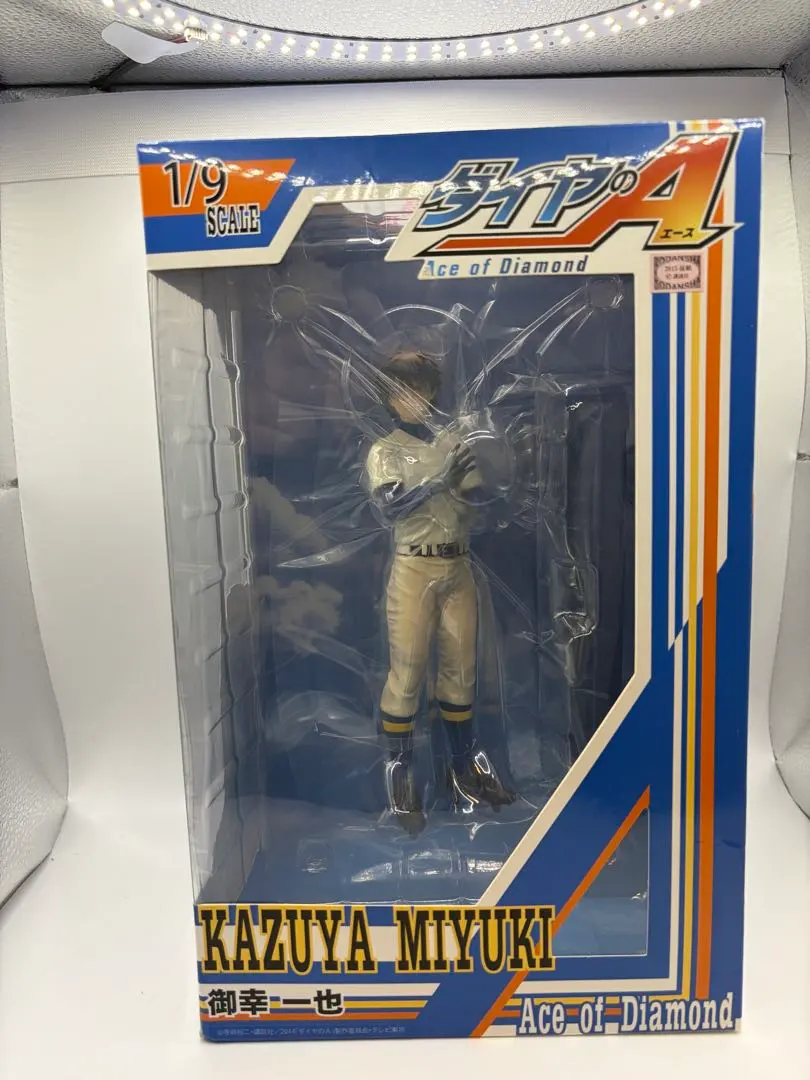 1/9
SCALE
ダイヤのA
エース
Ace of Diamond
KODANSHA
KAZUYA MIYUKI
御幸 一也
Ace of Diamond